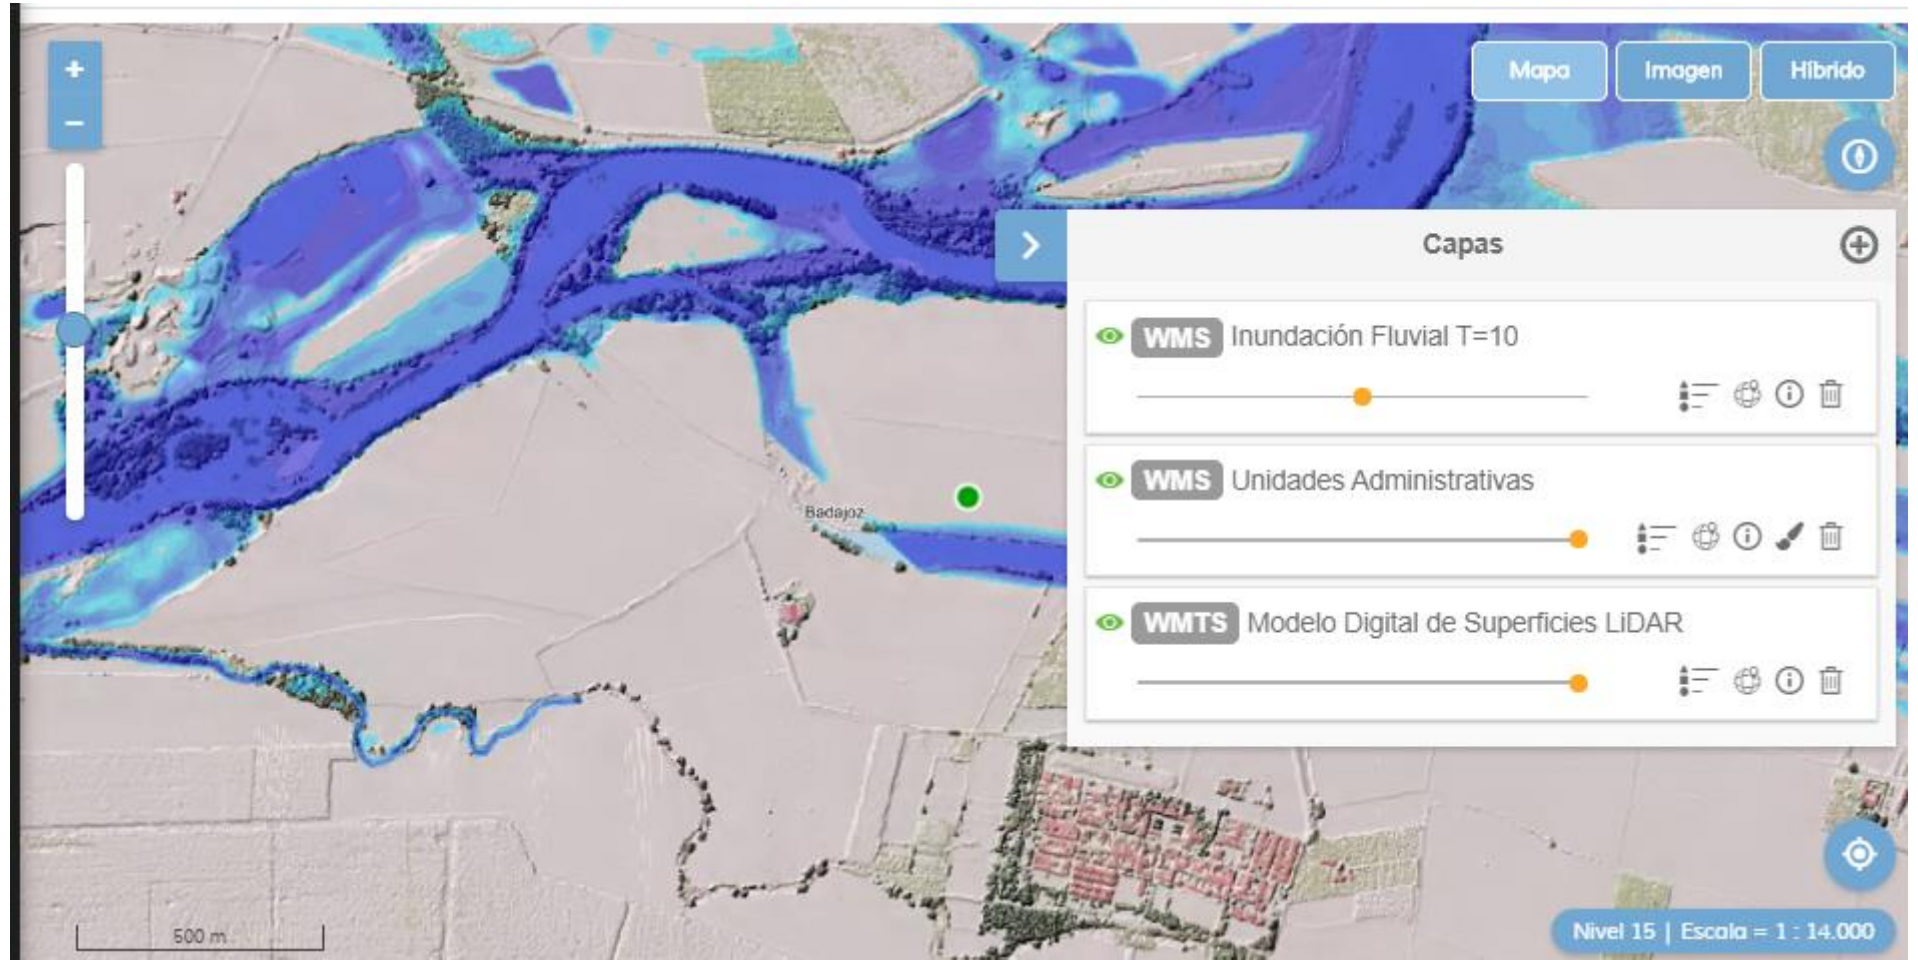 +
Mapa Imagen Híbrido
–
Capas
WMS Inundación Fluvial T=10
WMS Unidades Administrativas
Badajoz
WMTS Modelo Digital de Superficies LiDAR
500 m
Nivel 15 | Escala = 1 : 14.000